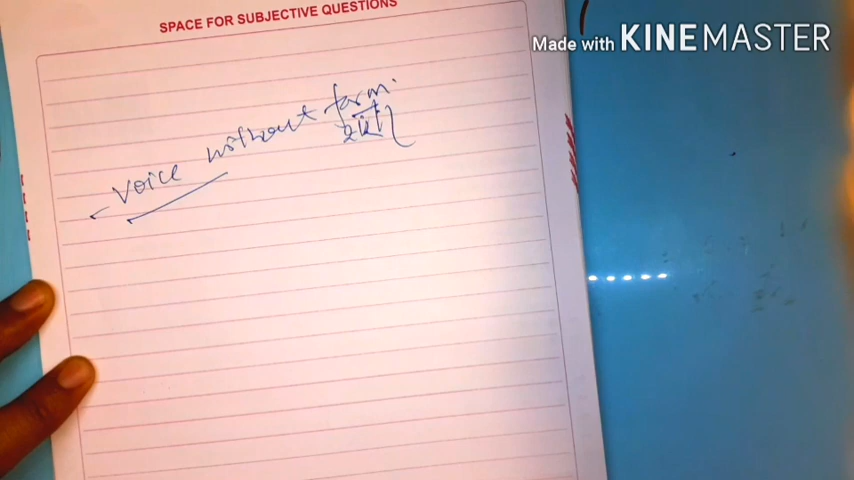 SPACE FOR SUBJECTIVE QUESTIONS
Made with KINEMASTER
voice without form